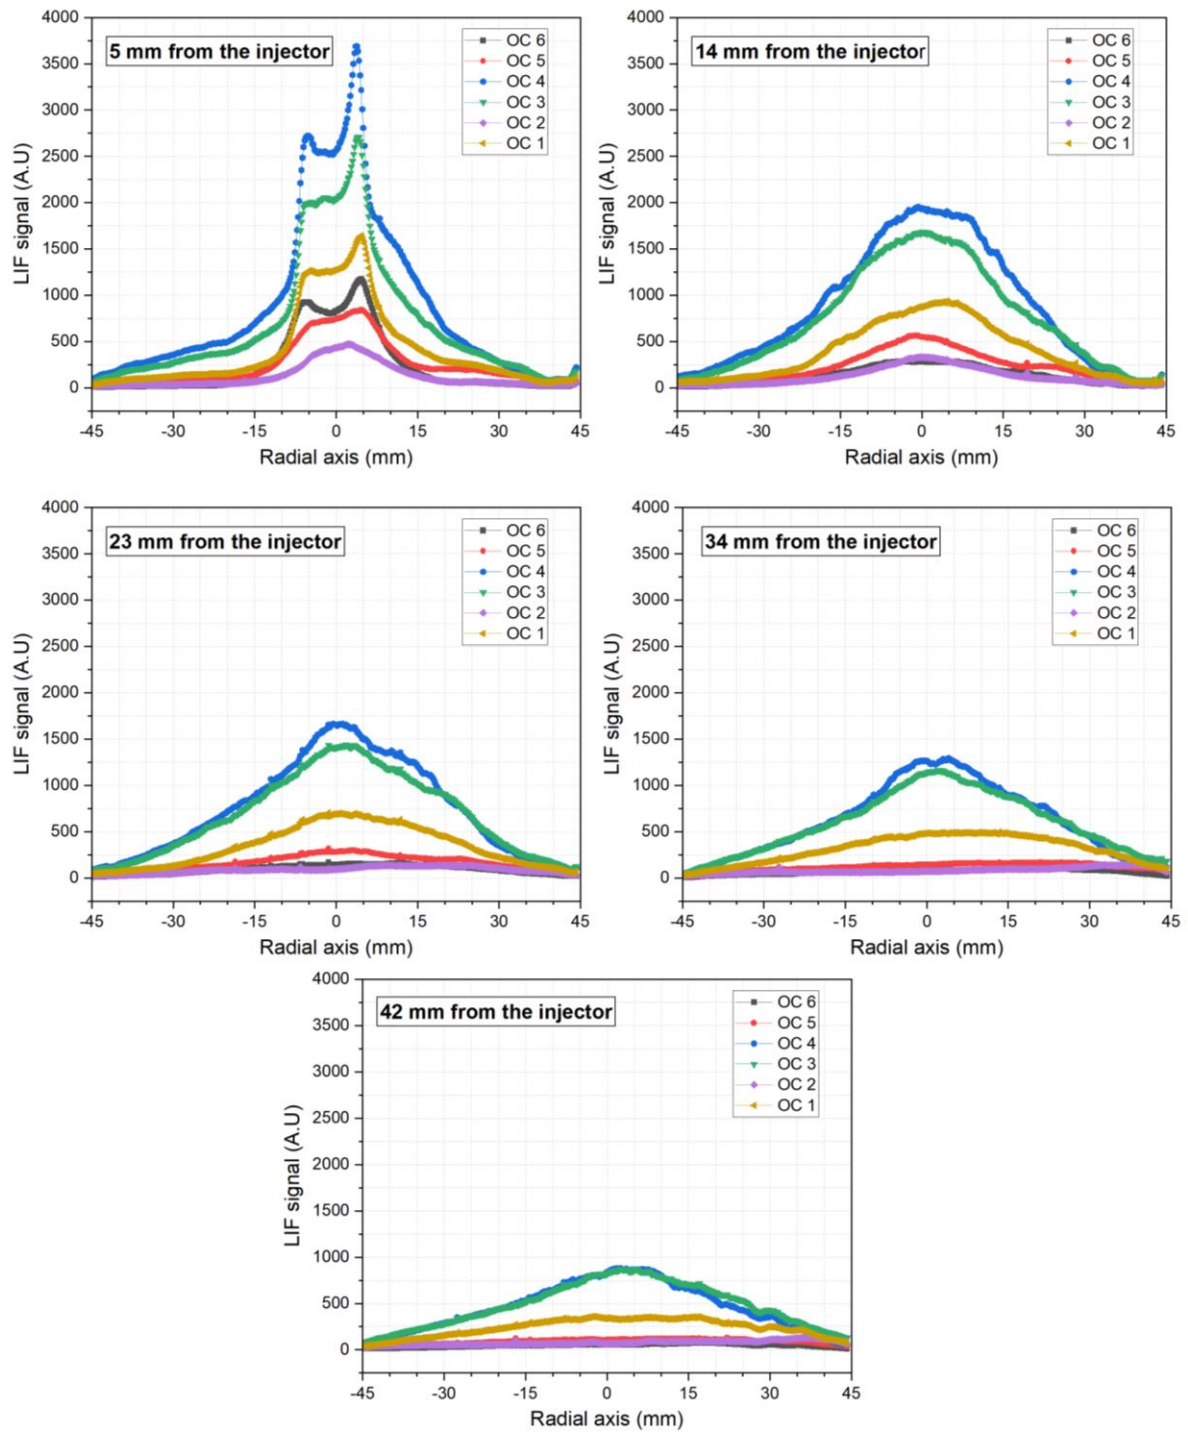 5 mm from the injector
OC 6
OC 5
OC 4
OC 3
OC 2
OC 1
4000
3500
3000
2500
2000
1500
1000
500
0
LIF signal (A.U)
-45 -30 -15 0 15 30 45
Radial axis (mm)
14 mm from the injector
OC 6
OC 5
OC 4
OC 3
OC 2
OC 1
4000
3500
3000
2500
2000
1500
1000
500
0
LIF signal (A.U)
-45 -30 -15 0 15 30 45
Radial axis (mm)
23 mm from the injector
OC 6
OC 5
OC 4
OC 3
OC 2
OC 1
4000
3500
3000
2500
2000
1500
1000
500
0
LIF signal (A.U)
-45 -30 -15 0 15 30 45
Radial axis (mm)
34 mm from the injector
OC 6
OC 5
OC 4
OC 3
OC 2
OC 1
4000
3500
3000
2500
2000
1500
1000
500
0
LIF signal (A.U)
-45 -30 -15 0 15 30 45
Radial axis (mm)
42 mm from the injector
OC 6
OC 5
OC 4
OC 3
OC 2
OC 1
4000
3500
3000
2500
2000
1500
1000
500
0
LIF signal (A.U)
-45 -30 -15 0 15 30 45
Radial axis (mm)